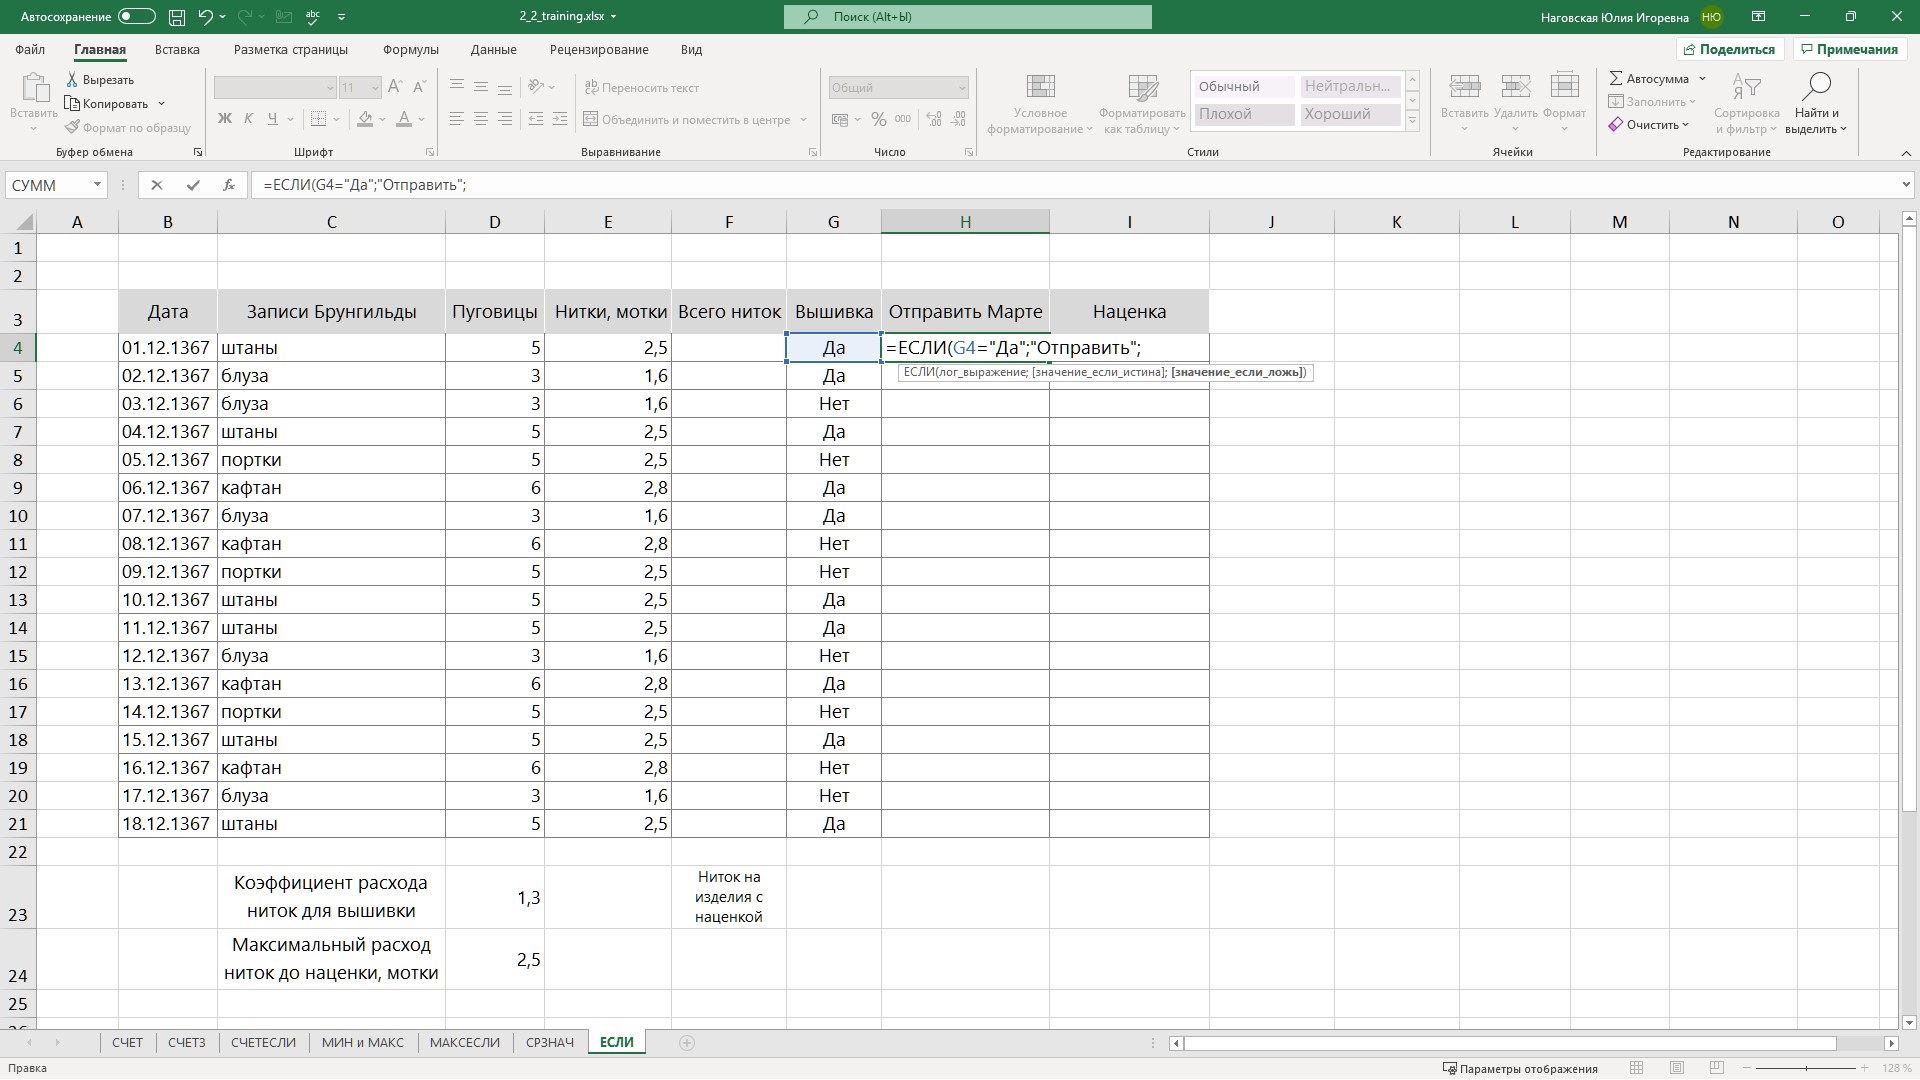 Автосохранение
2_2_training.xlsx
Поиск (Alt+Ы)
Наговская Юлия Игоревна НЮ
Файл Главная Вставка Разметка страницы Формулы Данные Рецензирование Вид Поделиться Примечания
Вставить
Вырезать
Копировать
Формат по образцу
Буфер обмена
11
Ж К Ч
Шрифт
Переносить текст
Объединить и поместить в центре
Выравнивание
Общий
% 000
Число
Условное форматирование
Форматировать как таблицу
Обычный Нейтральн...
Плохой Хороший
Стили
Вставить Удалить Формат
Ячейки
Автосумма
Заполнить
Очистить
Сортировка и фильтр
Найти и выделить
Редактирование
СУММ fx =ЕСЛИ(G4="Да";"Отправить";
A B C D E F G H I J K L M N O
1
2
3 Дата Записи Брунгильды Пуговицы Нитки, мотки Всего ниток Вышивка Отправить Марте Наценка
4 01.12.1367 штаны 5 2,5 Да =ЕСЛИ(G4="Да";"Отправить";
ЕСЛИ(лог_выражение; [значение_если_истина]; [значение_если_ложь])
5 02.12.1367 блуза 3 1,6 Да
6 03.12.1367 блуза 3 1,6 Нет
7 04.12.1367 штаны 5 2,5 Да
8 05.12.1367 портки 5 2,5 Нет
9 06.12.1367 кафтан 6 2,8 Да
10 07.12.1367 блуза 3 1,6 Да
11 08.12.1367 кафтан 6 2,8 Нет
12 09.12.1367 портки 5 2,5 Нет
13 10.12.1367 штаны 5 2,5 Да
14 11.12.1367 штаны 5 2,5 Да
15 12.12.1367 блуза 3 1,6 Нет
16 13.12.1367 кафтан 6 2,8 Да
17 14.12.1367 портки 5 2,5 Нет
18 15.12.1367 штаны 5 2,5 Да
19 16.12.1367 кафтан 6 2,8 Нет
20 17.12.1367 блуза 3 1,6 Нет
21 18.12.1367 штаны 5 2,5 Да
22
23 Коэффициент расхода ниток для вышивки 1,3 Ниток на изделия с наценкой
24 Максимальный расход ниток до наценки, мотки 2,5
25
СЧЕТ СЧЕТЗ СЧЕТЕСЛИ МИН и МАКС МАКСЕСЛИ СРЗНАЧ ЕСЛИ
Правка
Параметры отображения
128 %